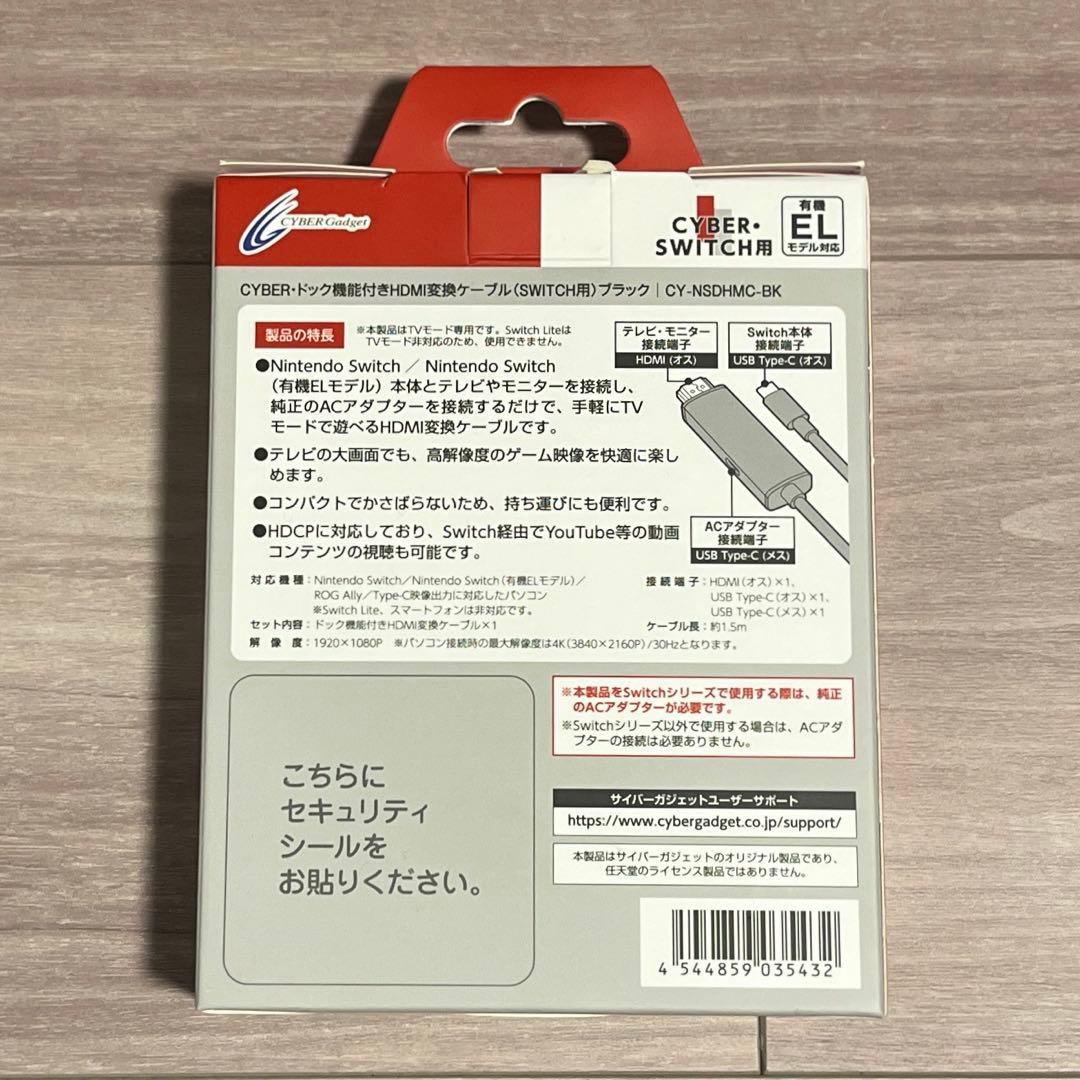 CYBER Gadget
CYBER・
SWITCH用
有機
EL
モデル対応
CYBER・ドック機能付きHDMI変換ケーブル（SWITCH用）ブラック｜CY-NSDHMC-BK
製品の特長
※本製品はTVモード専用です。Switch Liteは
TVモード非対応のため、使用できません。
●Nintendo Switch ／ Nintendo Switch
（有機ELモデル）本体とテレビやモニターを接続し、
純正のACアダプターを接続するだけで、手軽にTV
モードで遊べるHDMI変換ケーブルです。
●テレビの大画面でも、高解像度のゲーム映像を快適に楽し
めます。
●コンパクトでかさばらないため、持ち運びにも便利です。
●HDCPに対応しており、Switch経由でYouTube等の動画
コンテンツの視聴も可能です。
テレビ・モニター
接続端子
HDMI（オス）
Switch本体
接続端子
USB Type-C（オス）
ACアダプター
接続端子
USB Type-C（メス）
対応機種：Nintendo Switch／Nintendo Switch（有機ELモデル）／
ROG Ally／Type-C映像出力に対応したパソコン
※Switch Lite、スマートフォンは非対応です。
セット内容：ドック機能付きHDMI変換ケーブル×1
解像度：1920×1080P ※パソコン接続時の最大解像度は4K（3840×2160P）/30Hzとなります。
接続端子：HDMI（オス）×1、
USB Type-C（オス）×1、
USB Type-C（メス）×1
ケーブル長：約1.5m
こちらに
セキュリティ
シールを
お貼りください。
※本製品をSwitchシリーズで使用する際は、純正
のACアダプターが必要です。
※Switchシリーズ以外で使用する場合は、ACアダ
プターの接続は必要ありません。
サイバーガジェットユーザーサポート
https://www.cybergadget.co.jp/support/
本製品はサイバーガジェットのオリジナル製品であり、
任天堂のライセンス製品ではありません。
4 544859 035432